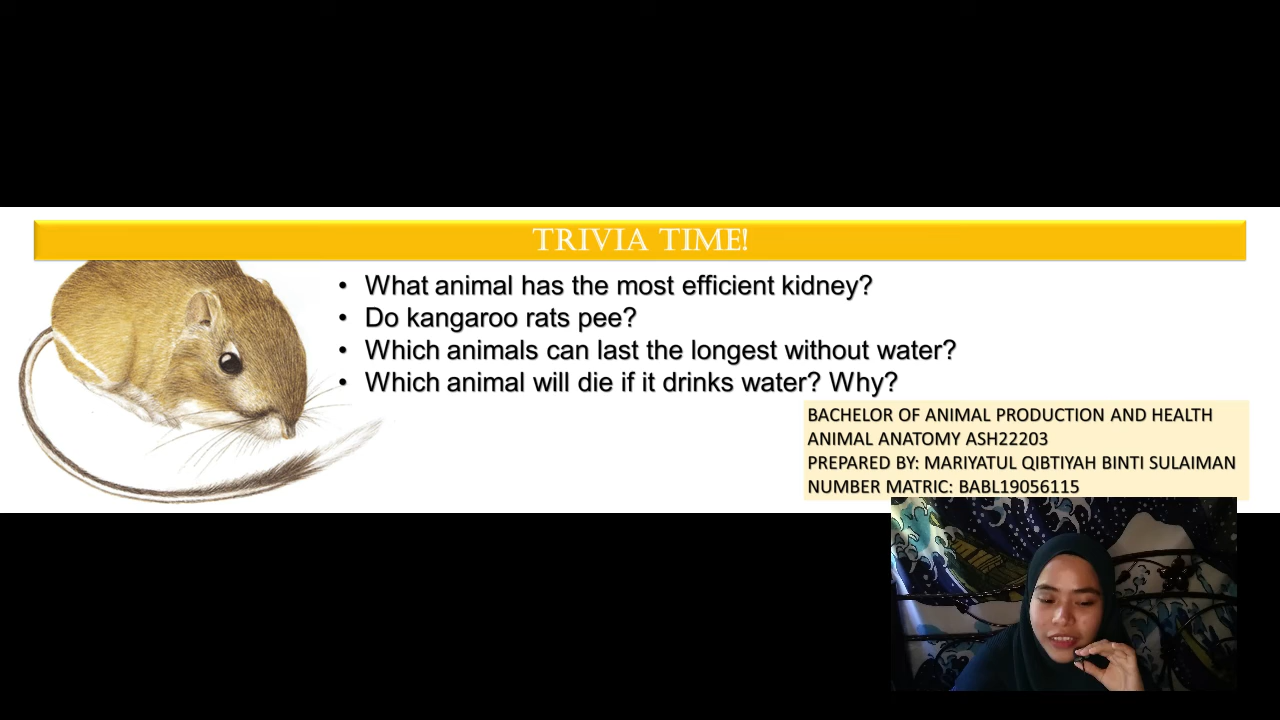 TRIVIA TIME!
• What animal has the most efficient kidney?
• Do kangaroo rats pee?
• Which animals can last the longest without water?
• Which animal will die if it drinks water? Why?
BACHELOR OF ANIMAL PRODUCTION AND HEALTH
ANIMAL ANATOMY ASH22203
PREPARED BY: MARIYATUL QIBTIYAH BINTI SULAIMAN
NUMBER MATRIC: BABL19056115